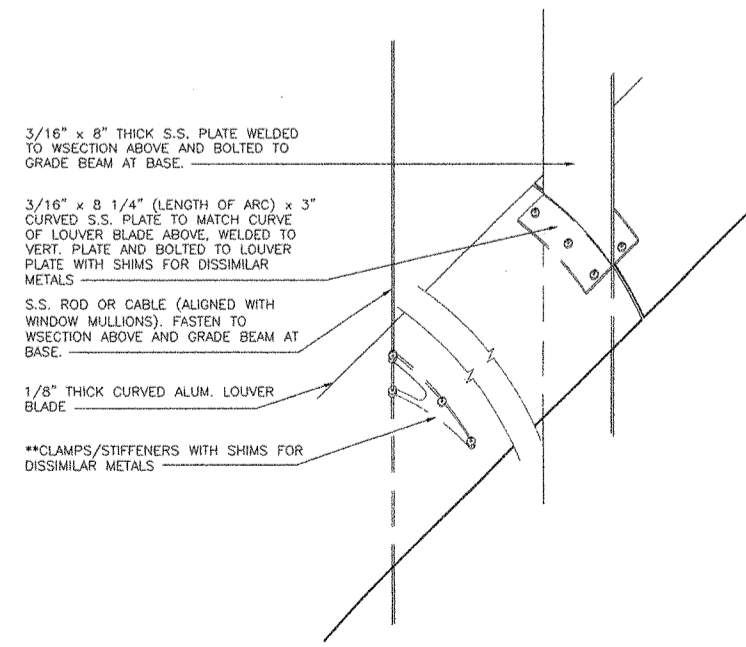 3/16" x 8" THICK S.S. PLATE WELDED
TO WSECTION ABOVE AND BOLTED TO
GRADE BEAM AT BASE.
3/16" x 8 1/4" (LENGTH OF ARC) x 3"
CURVED S.S. PLATE TO MATCH CURVE
OF LOUVER BLADE ABOVE, WELDED TO
VERT. PLATE AND BOLTED TO LOUVER
PLATE WITH SHIMS FOR DISSIMILAR
METALS
S.S. ROD OR CABLE (ALIGNED WITH
WINDOW MULLIONS). FASTEN TO
WSECTION ABOVE AND GRADE BEAM AT
BASE.
1/8" THICK CURVED ALUM. LOUVER
BLADE
**CLAMPS/STIFFENERS WITH SHIMS FOR
DISSIMILAR METALS